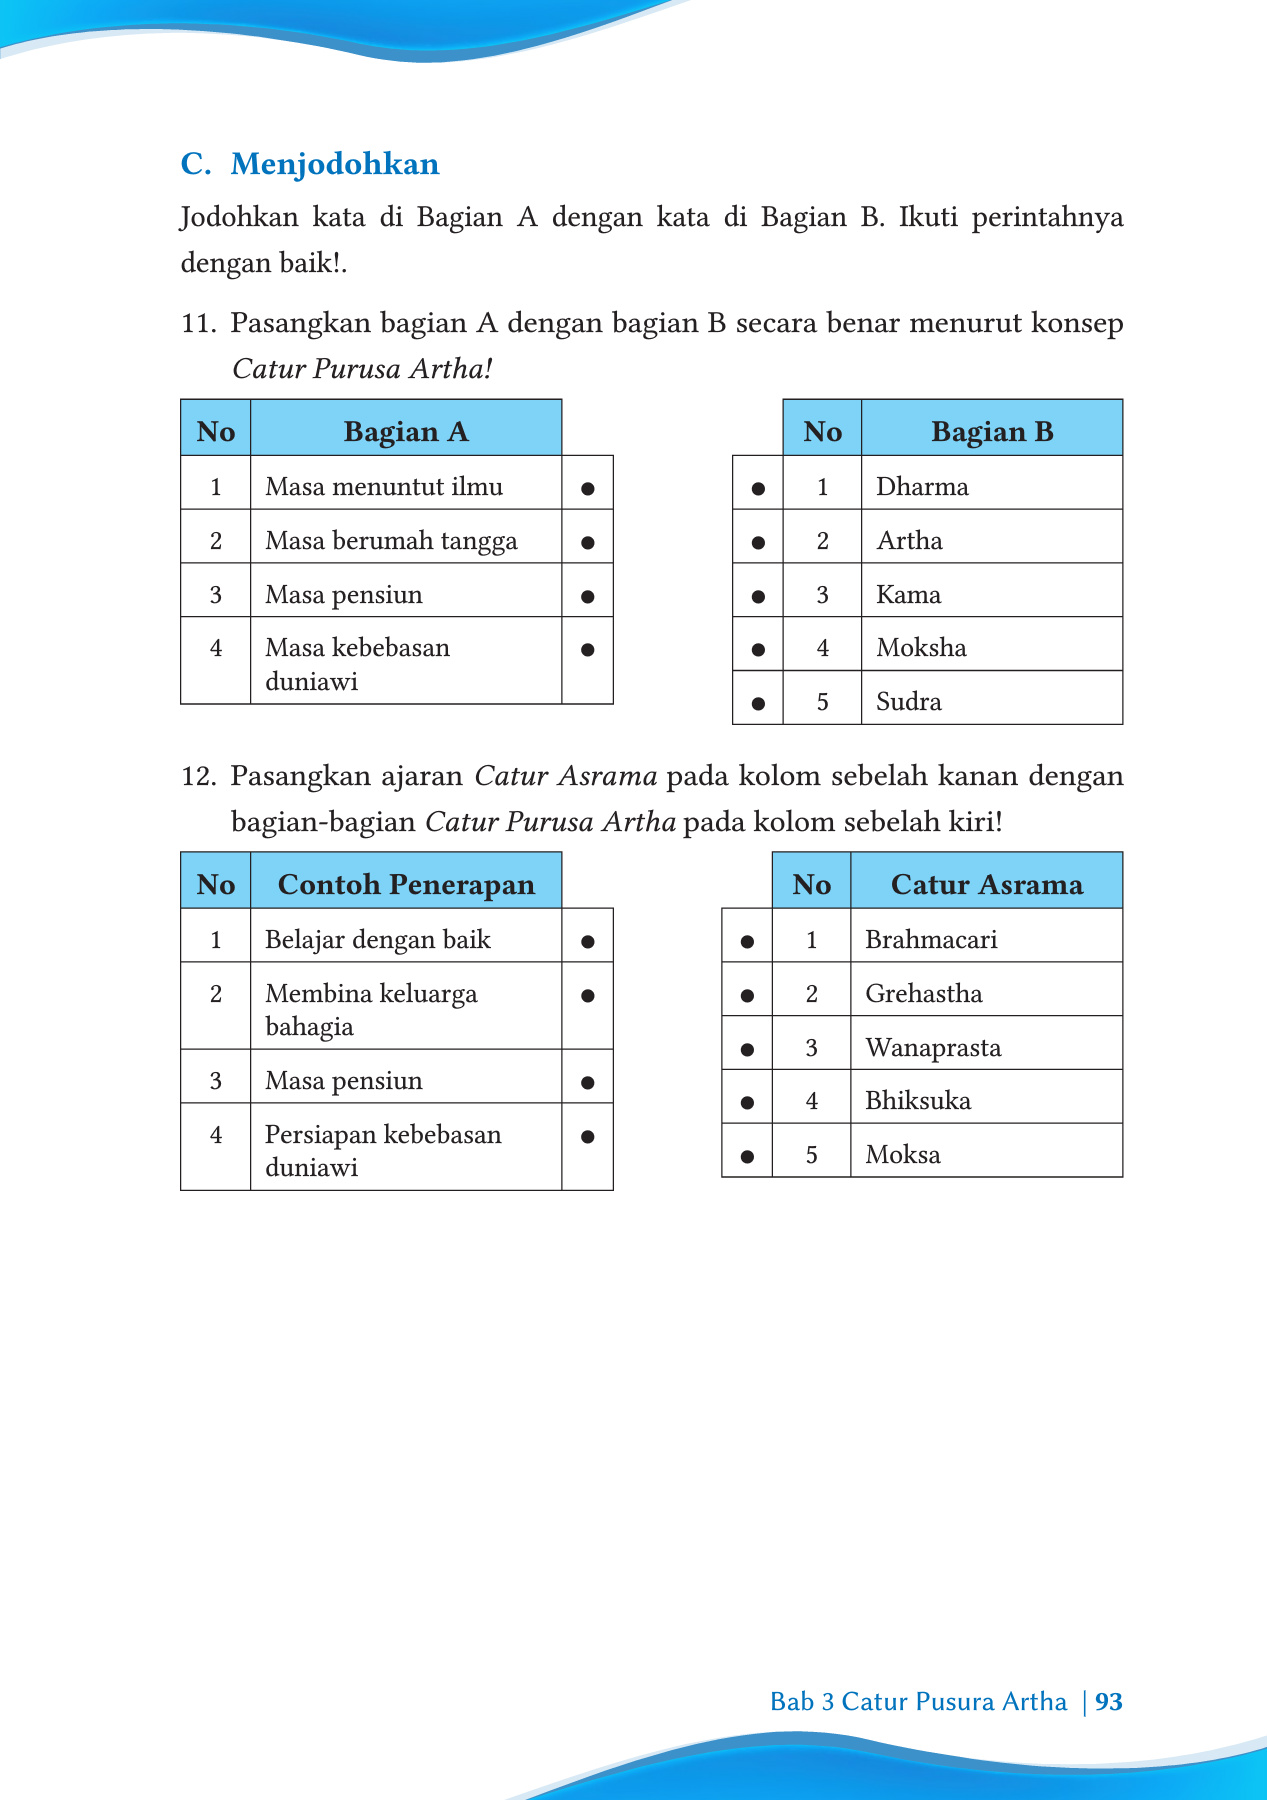 C. Menjodohkan
Jodohkan kata di Bagian A dengan kata di Bagian B. Ikuti perintahnya
dengan baik!.
11. Pasangkan bagian A dengan bagian B secara benar menurut konsep
Catur Purusa Artha!
No Bagian A
1 Masa menuntut ilmu ●
2 Masa berumah tangga ●
3 Masa pensiun ●
4 Masa kebebasan ●
duniawi
No Bagian B
● 1 Dharma
● 2 Artha
● 3 Kama
● 4 Moksha
● 5 Sudra
12. Pasangkan ajaran Catur Asrama pada kolom sebelah kanan dengan
bagian-bagian Catur Purusa Artha pada kolom sebelah kiri!
No Contoh Penerapan
1 Belajar dengan baik ●
2 Membina keluarga ●
bahagia
3 Masa pensiun ●
4 Persiapan kebebasan ●
duniawi
No Catur Asrama
● 1 Brahmacari
● 2 Grehastha
● 3 Wanaprasta
● 4 Bhiksuka
● 5 Moksa
Bab 3 Catur Pusura Artha | 93